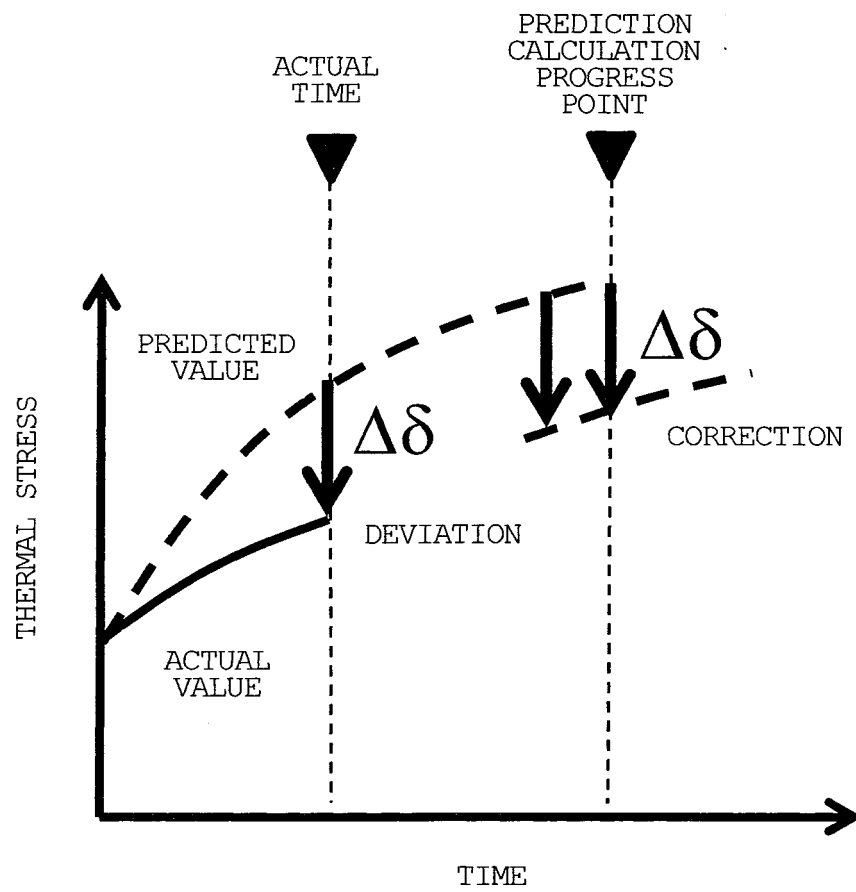 PREDICTION
CALCULATION
PROGRESS
POINT
ACTUAL
TIME
PREDICTED
VALUE
Δδ
Δδ
CORRECTION
DEVIATION
ACTUAL
VALUE
THERMAL STRESS
TIME